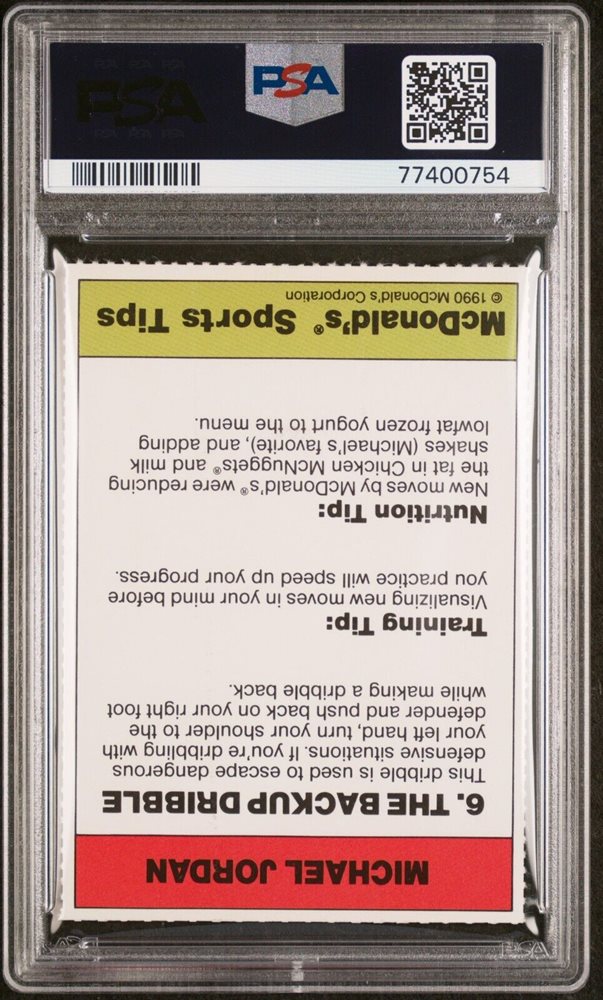 PSA
PSA
77400754
MICHAEL JORDAN
6. THE BACKUP DRIBBLE
This dribble is used to escape dangerous
defensive situations. If you're dribbling with
your left hand, turn your shoulder to the
defender and push back on your right foot
while making a dribble back.
Training Tip:
Visualizing new moves in your mind before
you practice will speed up your progress.
Nutrition Tip:
New moves by McDonald's® were reducing
the fat in Chicken McNuggets® and milk
shakes (Michael's favorite), and adding
lowfat frozen yogurt to the menu.
McDonald's® Sports Tips
© 1990 McDonald's Corporation